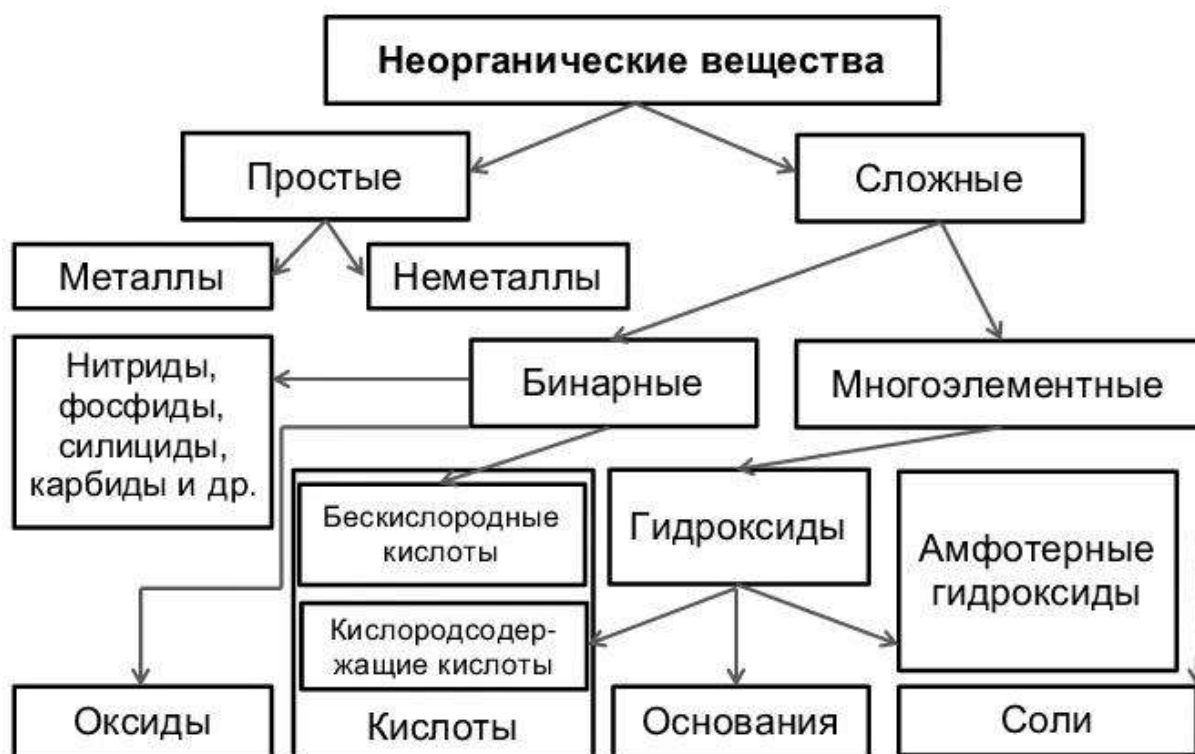 Неорганические вещества
Простые
Сложные
Металлы
Неметаллы
Нитриды,
фосфиды,
силициды,
карбиды и др.
Бинарные
Многоэлементные
Бескислородные
кислоты
Гидроксиды
Амфотерные
гидроксиды
Кислородсодер-
жащие кислоты
Оксиды
Кислоты
Основания
Соли